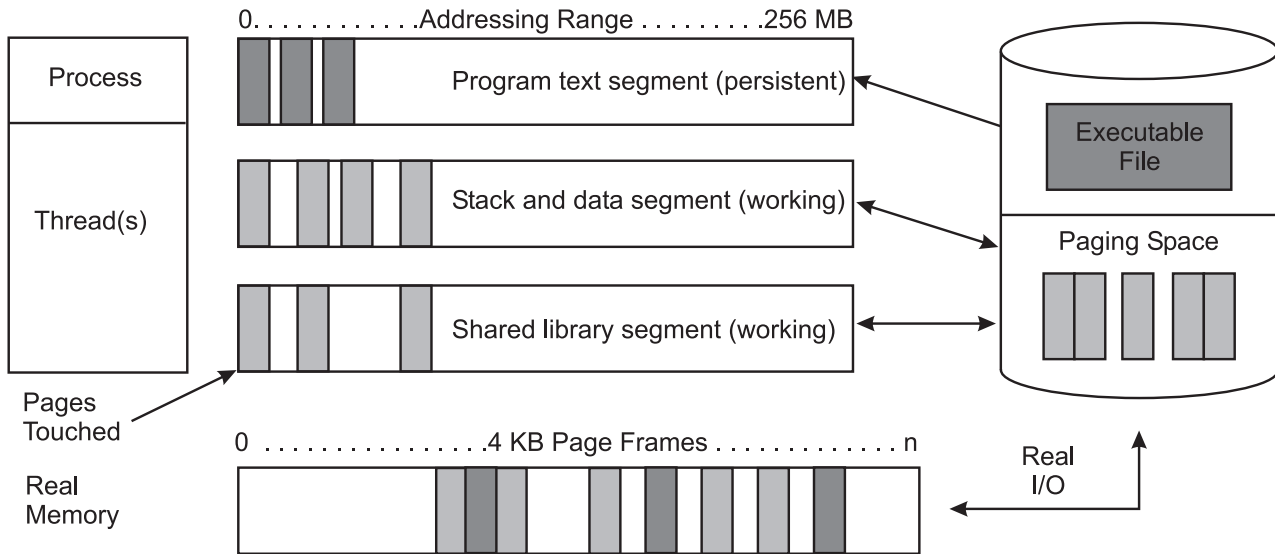 0. . . . . . . . . . . . .Addressing Range . . . . . . . . . .256 MB
Process
Thread(s)
Program text segment (persistent)
Stack and data segment (working)
Shared library segment (working)
Executable
File
Paging Space
Pages
Touched
0 . . . . . . . . . . . . . . . . . .4 KB Page Frames . . . . . . . . . . . . . . . n
Real
Memory
Real
I/O